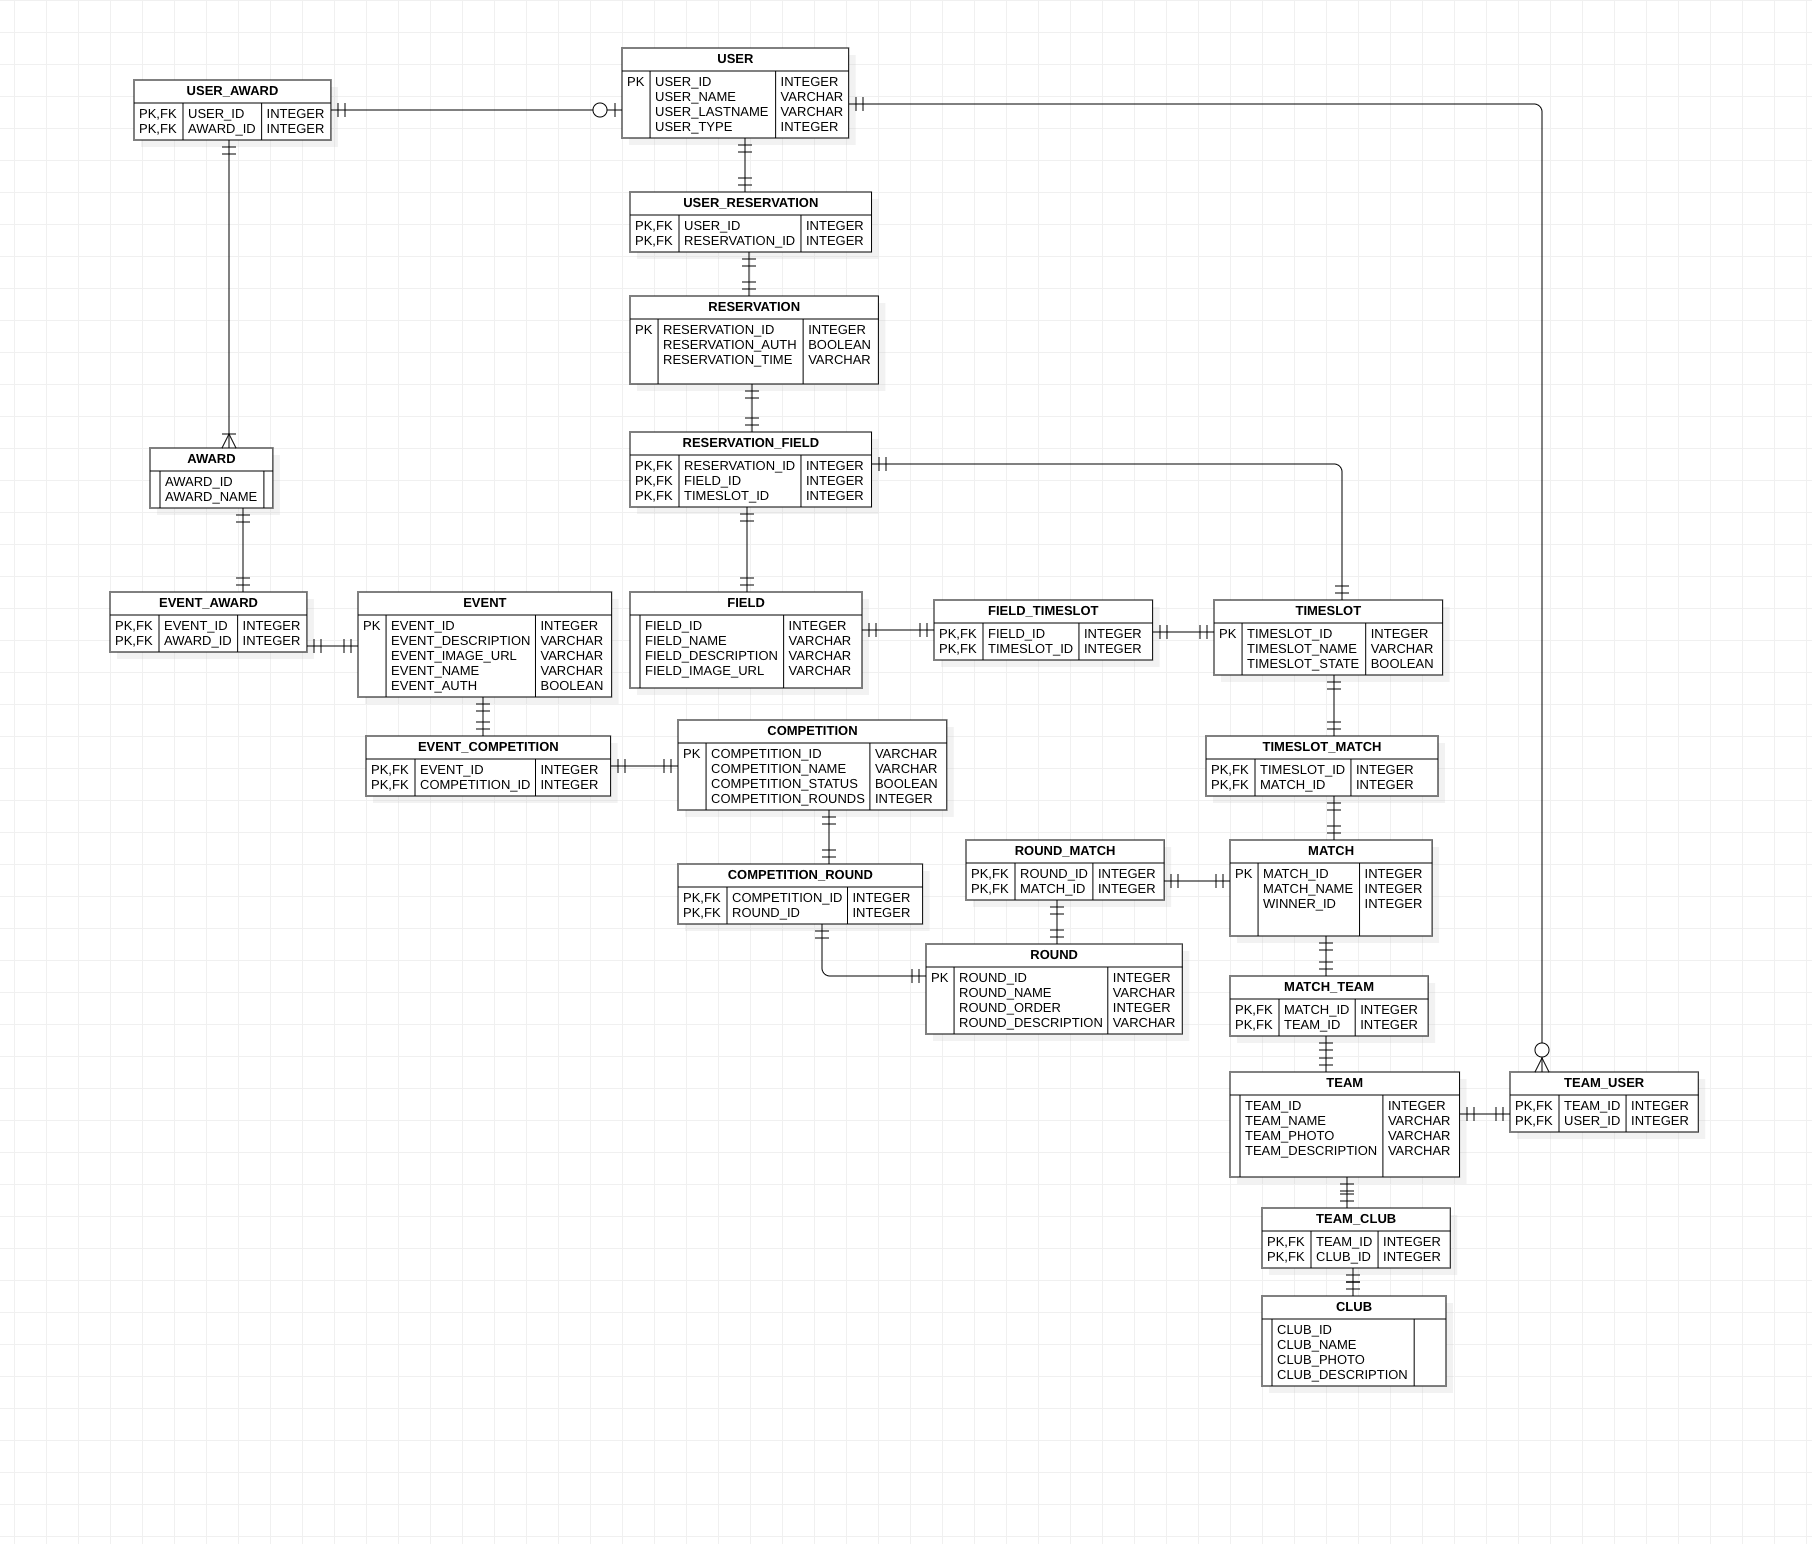 USER
PK USER_ID INTEGER
USER_NAME VARCHAR
USER_LASTNAME VARCHAR
USER_TYPE INTEGER
USER_AWARD
PK,FK USER_ID INTEGER
PK,FK AWARD_ID INTEGER
USER_RESERVATION
PK,FK USER_ID INTEGER
PK,FK RESERVATION_ID INTEGER
RESERVATION
PK RESERVATION_ID INTEGER
RESERVATION_AUTH BOOLEAN
RESERVATION_TIME VARCHAR
RESERVATION_FIELD
PK,FK RESERVATION_ID INTEGER
PK,FK FIELD_ID INTEGER
PK,FK TIMESLOT_ID INTEGER
AWARD
AWARD_ID
AWARD_NAME
EVENT_AWARD
PK,FK EVENT_ID INTEGER
PK,FK AWARD_ID INTEGER
EVENT
PK EVENT_ID INTEGER
EVENT_DESCRIPTION VARCHAR
EVENT_IMAGE_URL VARCHAR
EVENT_NAME VARCHAR
EVENT_AUTH BOOLEAN
FIELD
FIELD_ID INTEGER
FIELD_NAME VARCHAR
FIELD_DESCRIPTION VARCHAR
FIELD_IMAGE_URL VARCHAR
FIELD_TIMESLOT
PK,FK FIELD_ID INTEGER
PK,FK TIMESLOT_ID INTEGER
TIMESLOT
PK TIMESLOT_ID INTEGER
TIMESLOT_NAME VARCHAR
TIMESLOT_STATE BOOLEAN
EVENT_COMPETITION
PK,FK EVENT_ID INTEGER
PK,FK COMPETITION_ID INTEGER
COMPETITION
PK COMPETITION_ID VARCHAR
COMPETITION_NAME VARCHAR
COMPETITION_STATUS BOOLEAN
COMPETITION_ROUNDS INTEGER
TIMESLOT_MATCH
PK,FK TIMESLOT_ID INTEGER
PK,FK MATCH_ID INTEGER
COMPETITION_ROUND
PK,FK COMPETITION_ID INTEGER
PK,FK ROUND_ID INTEGER
ROUND_MATCH
PK,FK ROUND_ID INTEGER
PK,FK MATCH_ID INTEGER
MATCH
PK MATCH_ID INTEGER
MATCH_NAME INTEGER
WINNER_ID INTEGER
ROUND
PK ROUND_ID INTEGER
ROUND_NAME VARCHAR
ROUND_ORDER INTEGER
ROUND_DESCRIPTION VARCHAR
MATCH_TEAM
PK,FK MATCH_ID INTEGER
PK,FK TEAM_ID INTEGER
TEAM
TEAM_ID INTEGER
TEAM_NAME VARCHAR
TEAM_PHOTO VARCHAR
TEAM_DESCRIPTION VARCHAR
TEAM_USER
PK,FK TEAM_ID INTEGER
PK,FK USER_ID INTEGER
TEAM_CLUB
PK,FK TEAM_ID INTEGER
PK,FK CLUB_ID INTEGER
CLUB
CLUB_ID
CLUB_NAME
CLUB_PHOTO
CLUB_DESCRIPTION